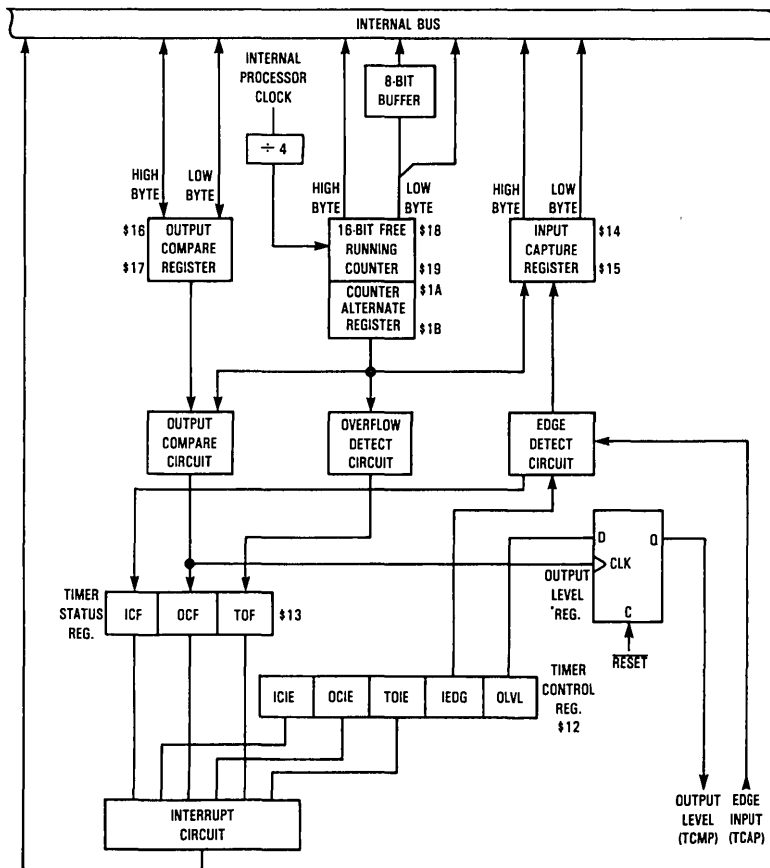 INTERNAL BUS
INTERNAL
PROCESSOR
CLOCK
8-BIT
BUFFER
÷ 4
HIGH
BYTE
LOW
BYTE
HIGH
BYTE
LOW
BYTE
HIGH
BYTE
LOW
BYTE
$16
$17
OUTPUT
COMPARE
REGISTER
16-BIT FREE
RUNNING
COUNTER
$18
$19
COUNTER
ALTERNATE
REGISTER
$1A
$1B
INPUT
CAPTURE
REGISTER
$14
$15
OUTPUT
COMPARE
CIRCUIT
OVERFLOW
DETECT
CIRCUIT
EDGE
DETECT
CIRCUIT
D
Q
CLK
C
OUTPUT
LEVEL
REG.
RESET
TIMER
STATUS
REG.
ICF
OCF
TOF
$13
ICIE
OCIE
TOIE
IEDG
OLVL
TIMER
CONTROL
REG.
$12
INTERRUPT
CIRCUIT
OUTPUT
LEVEL
(TCMP)
EDGE
INPUT
(TCAP)